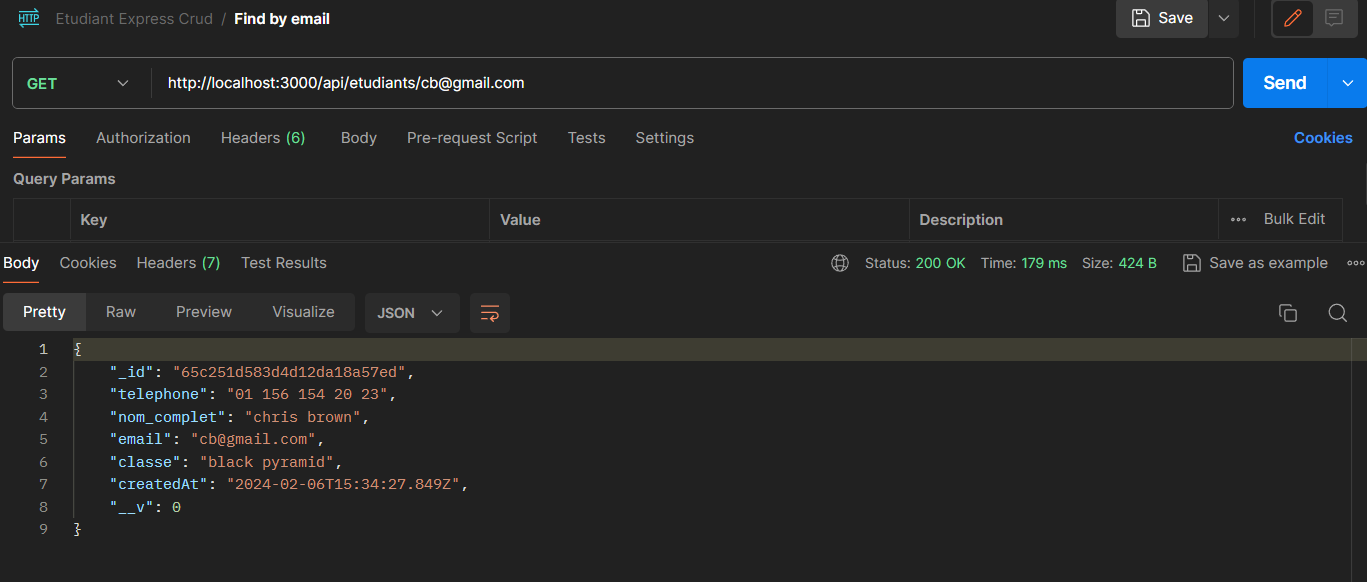 HTTP Etudiant Express Crud / Find by email Save
GET http://localhost:3000/api/etudiants/cb@gmail.com Send
Params Authorization Headers (6) Body Pre-request Script Tests Settings Cookies
Query Params
Key Value Description Bulk Edit
Body Cookies Headers (7) Test Results Status: 200 OK Time: 179 ms Size: 424 B Save as example
Pretty Raw Preview Visualize JSON
1 {
2 "_id": "65c251d583d4d12da18a57ed",
3 "telephone": "01 156 154 20 23",
4 "nom_complet": "chris brown",
5 "email": "cb@gmail.com",
6 "classe": "black pyramid",
7 "createdAt": "2024-02-06T15:34:27.849Z",
8 "__v": 0
9 }